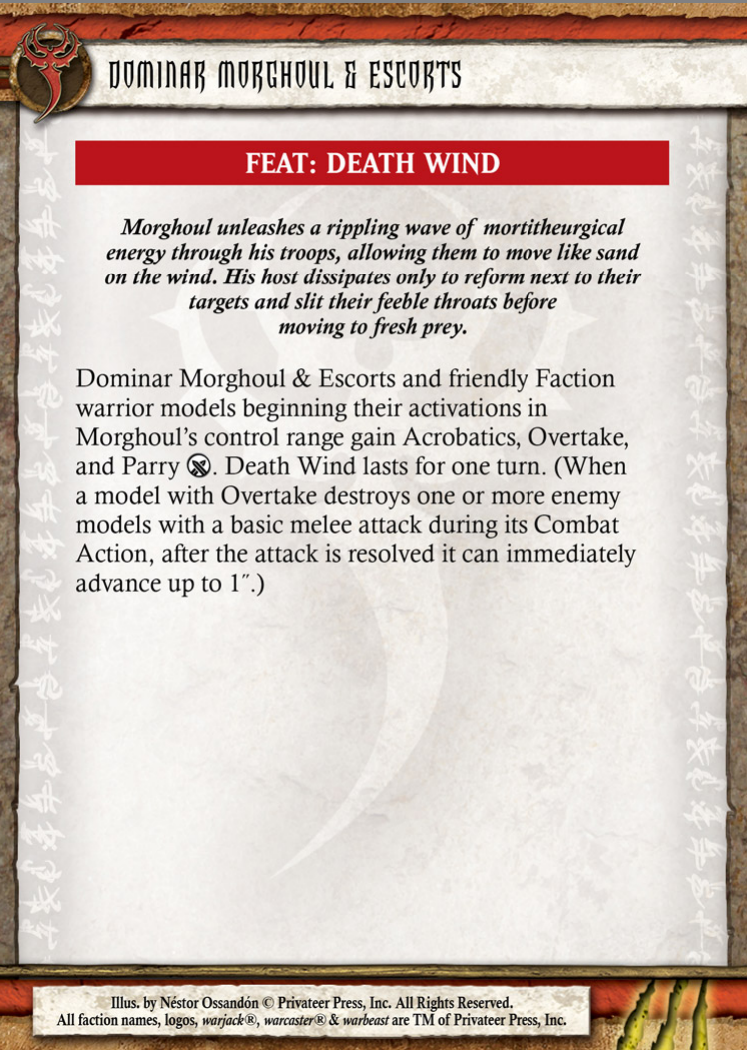 DOMINAR MORGHOUL & ESCORTS
FEAT: DEATH WIND
Morghoul unleashes a rippling wave of mortitheurgical
energy through his troops, allowing them to move like sand
on the wind. His host dissipates only to reform next to their
targets and slit their feeble throats before
moving to fresh prey.
Dominar Morghoul & Escorts and friendly Faction
warrior models beginning their activations in
Morghoul’s control range gain Acrobatics, Overtake,
and Parry . Death Wind lasts for one turn. (When
a model with Overtake destroys one or more enemy
models with a basic melee attack during its Combat
Action, after the attack is resolved it can immediately
advance up to 1″.)
Illus. by Néstor Ossandón © Privateer Press, Inc. All Rights Reserved.
All faction names, logos, warjack®, warcaster® & warbeast are TM of Privateer Press, Inc.